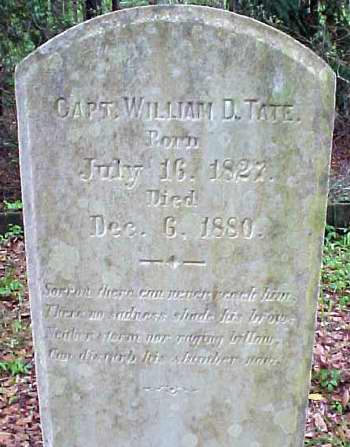 CAPT. WILLIAM D. TATE.
Born
July 16. 1827.
Died
Dec. 6. 1880.
Sorrow there can never reach him,
There no sadness shade his brow,
Neither storm nor raging billow,
Can disturb his slumber now.